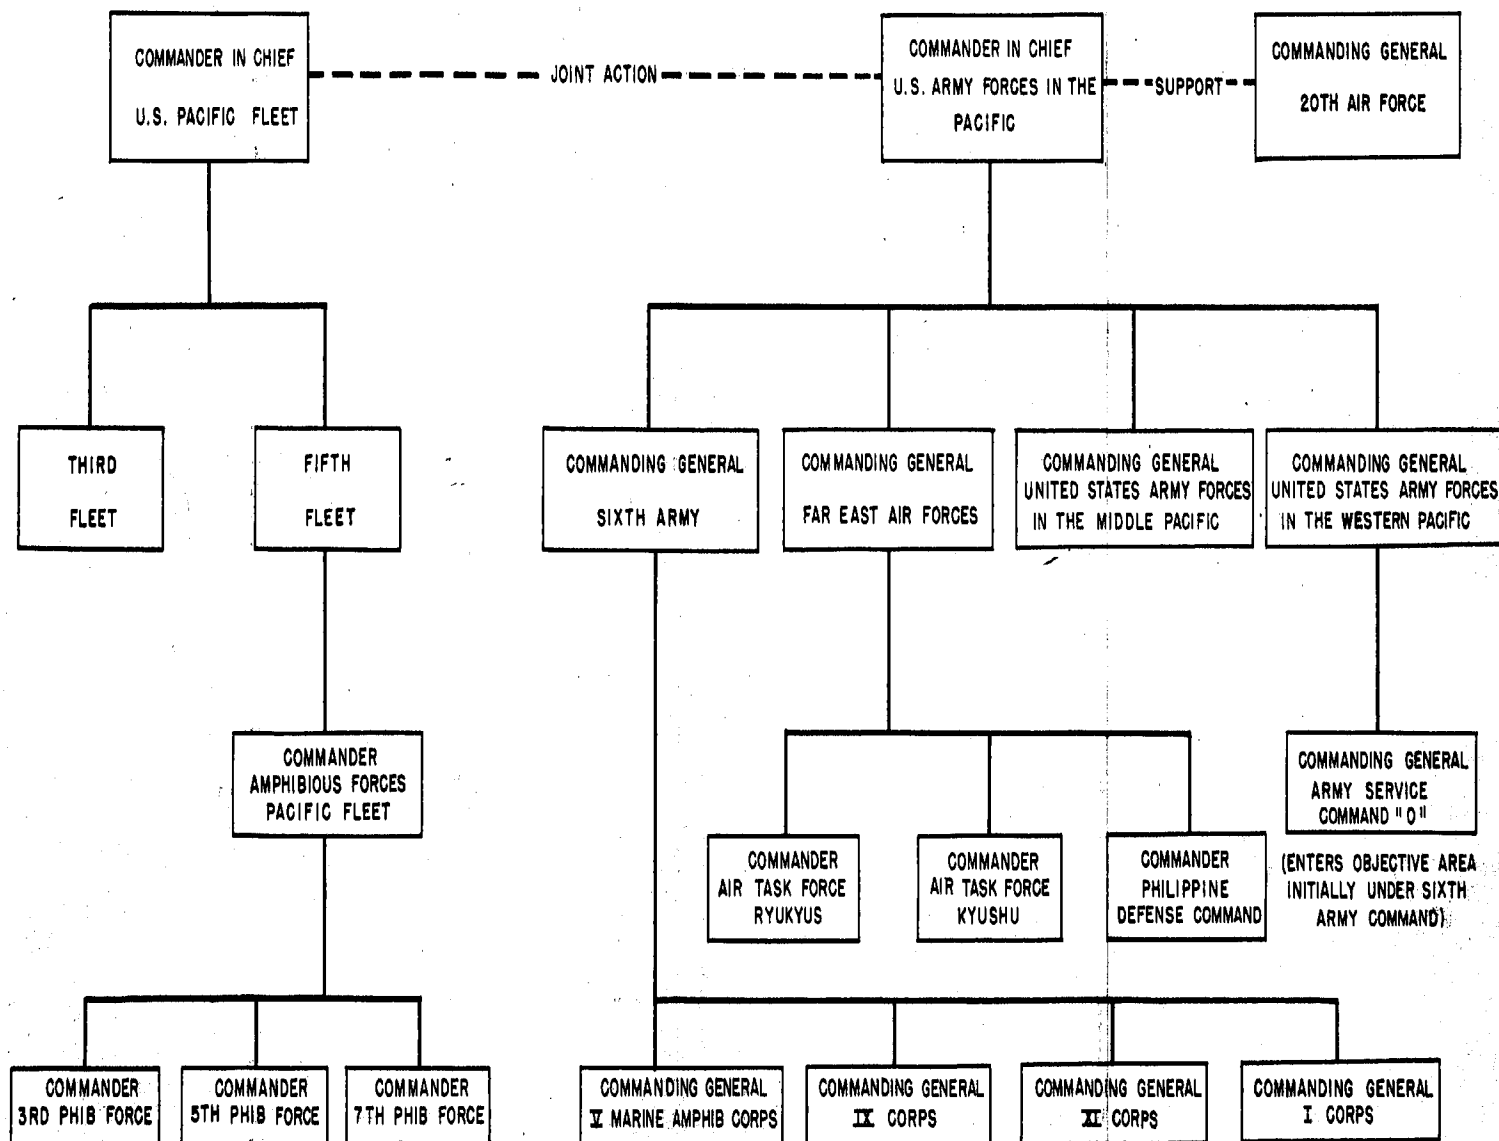 COMMANDER IN CHIEF
U.S. PACIFIC FLEET
JOINT ACTION
COMMANDER IN CHIEF
U.S. ARMY FORCES IN THE
PACIFIC
SUPPORT
COMMANDING GENERAL
20TH AIR FORCE
THIRD
FLEET
FIFTH
FLEET
COMMANDING GENERAL
SIXTH ARMY
COMMANDING GENERAL
FAR EAST AIR FORCES
COMMANDING GENERAL
UNITED STATES ARMY FORCES
IN THE MIDDLE PACIFIC
COMMANDING GENERAL
UNITED STATES ARMY FORCES
IN THE WESTERN PACIFIC
COMMANDER
AMPHIBIOUS FORCES
PACIFIC FLEET
COMMANDING GENERAL
ARMY SERVICE
COMMAND "O"
(ENTERS OBJECTIVE AREA
INITIALLY UNDER SIXTH
ARMY COMMAND)
COMMANDER
AIR TASK FORCE
RYUKYUS
COMMANDER
AIR TASK FORCE
KYUSHU
COMMANDER
PHILIPPINE
DEFENSE COMMAND
COMMANDER
3RD PHIB FORCE
COMMANDER
5TH PHIB FORCE
COMMANDER
7TH PHIB FORCE
COMMANDING GENERAL
V MARINE AMPHIB CORPS
COMMANDING GENERAL
IX CORPS
COMMANDING GENERAL
XI CORPS
COMMANDING GENERAL
I CORPS